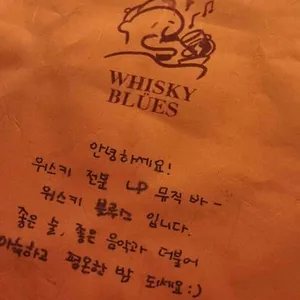 WHISKY
BLÜES
안녕하세요!
위스키 전문 LP 뮤직 바-
위스키 블루스 입니다.
좋은 술, 좋은 음악과 더불어
아늑하고 평온한 밤 되세요:)